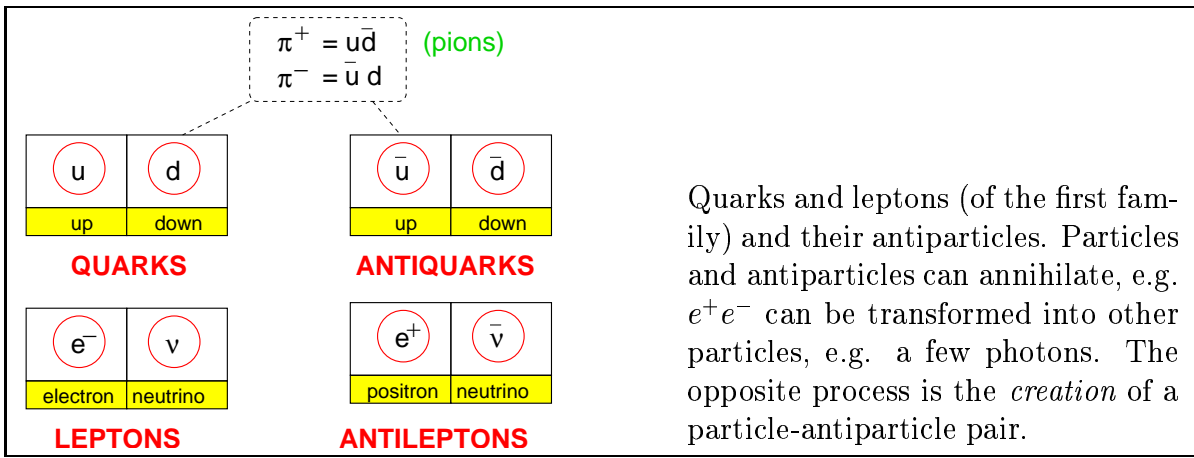 π⁺ = ud̄ (pions)
π⁻ = ū d
u d
up down
QUARKS
ū d̄
up down
ANTIQUARKS
e⁻ ν
electron neutrino
LEPTONS
e⁺ ν̄
positron neutrino
ANTILEPTONS
Quarks and leptons (of the first fam-
ily) and their antiparticles. Particles
and antiparticles can annihilate, e.g.
e⁺e⁻ can be transformed into other
particles, e.g. a few photons. The
opposite process is the creation of a
particle-antiparticle pair.